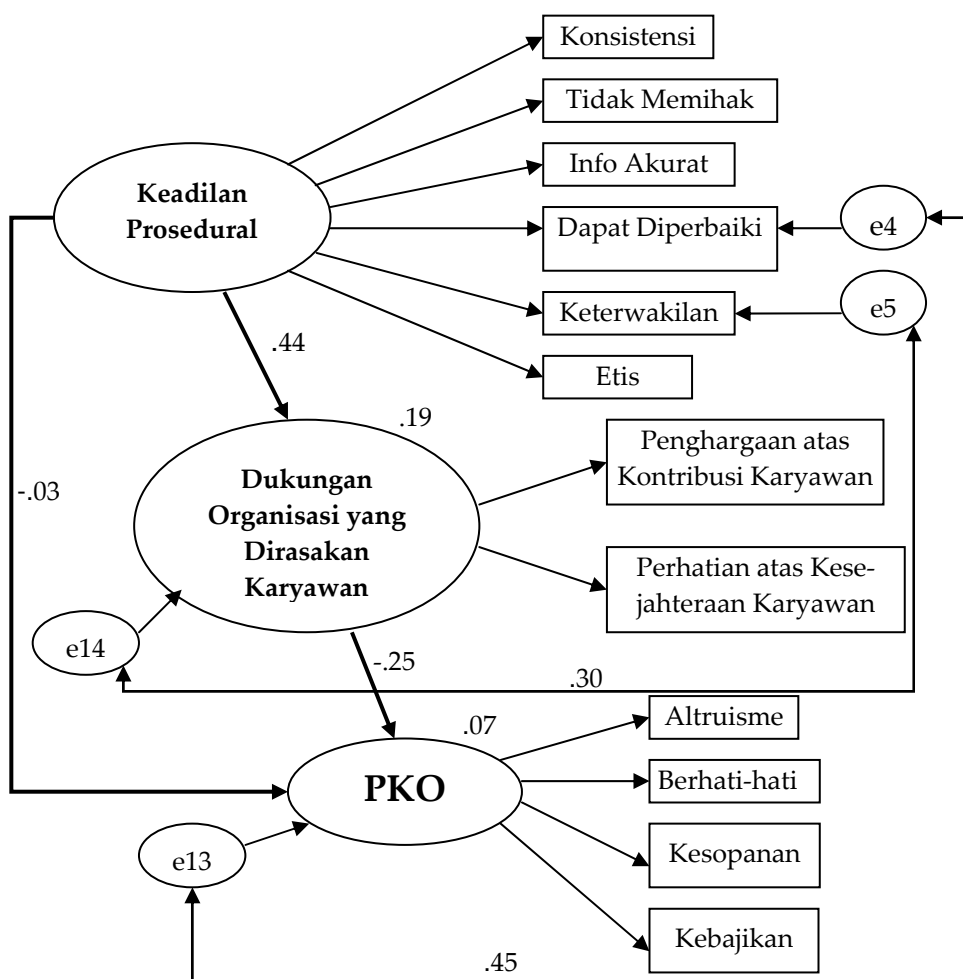 Konsistensi
Tidak Memihak
Keadilan
Prosedural
Info Akurat
Dapat Diperbaiki
e4
Keterwakilan
e5
.44
Etis
.19
Penghargaan atas
Kontribusi Karyawan
-.03
Dukungan
Organisasi yang
Dirasakan
Karyawan
Perhatian atas Kese-
jahteraan Karyawan
e14
-.25
.30
Altruisme
.07
PKO
Berhati-hati
e13
Kesopanan
Kebajikan
.45